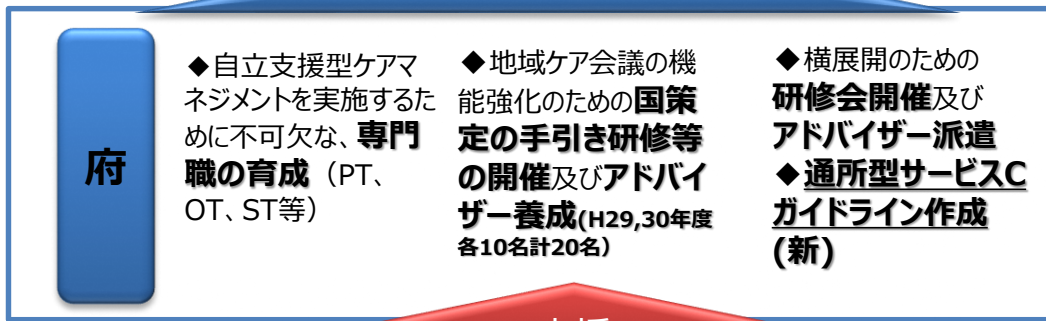 府
◆自立支援型ケアマ
ネジメントを実施するた
めに不可欠な、専門
職の育成（PT、
OT、ST等）
◆地域ケア会議の機
能強化のための国策
定の手引き研修等
の開催及びアドバイ
ザー養成(H29,30年度
各10名計20名）
◆横展開のための
研修会開催及び
アドバイザー派遣
◆通所型サービスC
ガイドライン作成
(新)